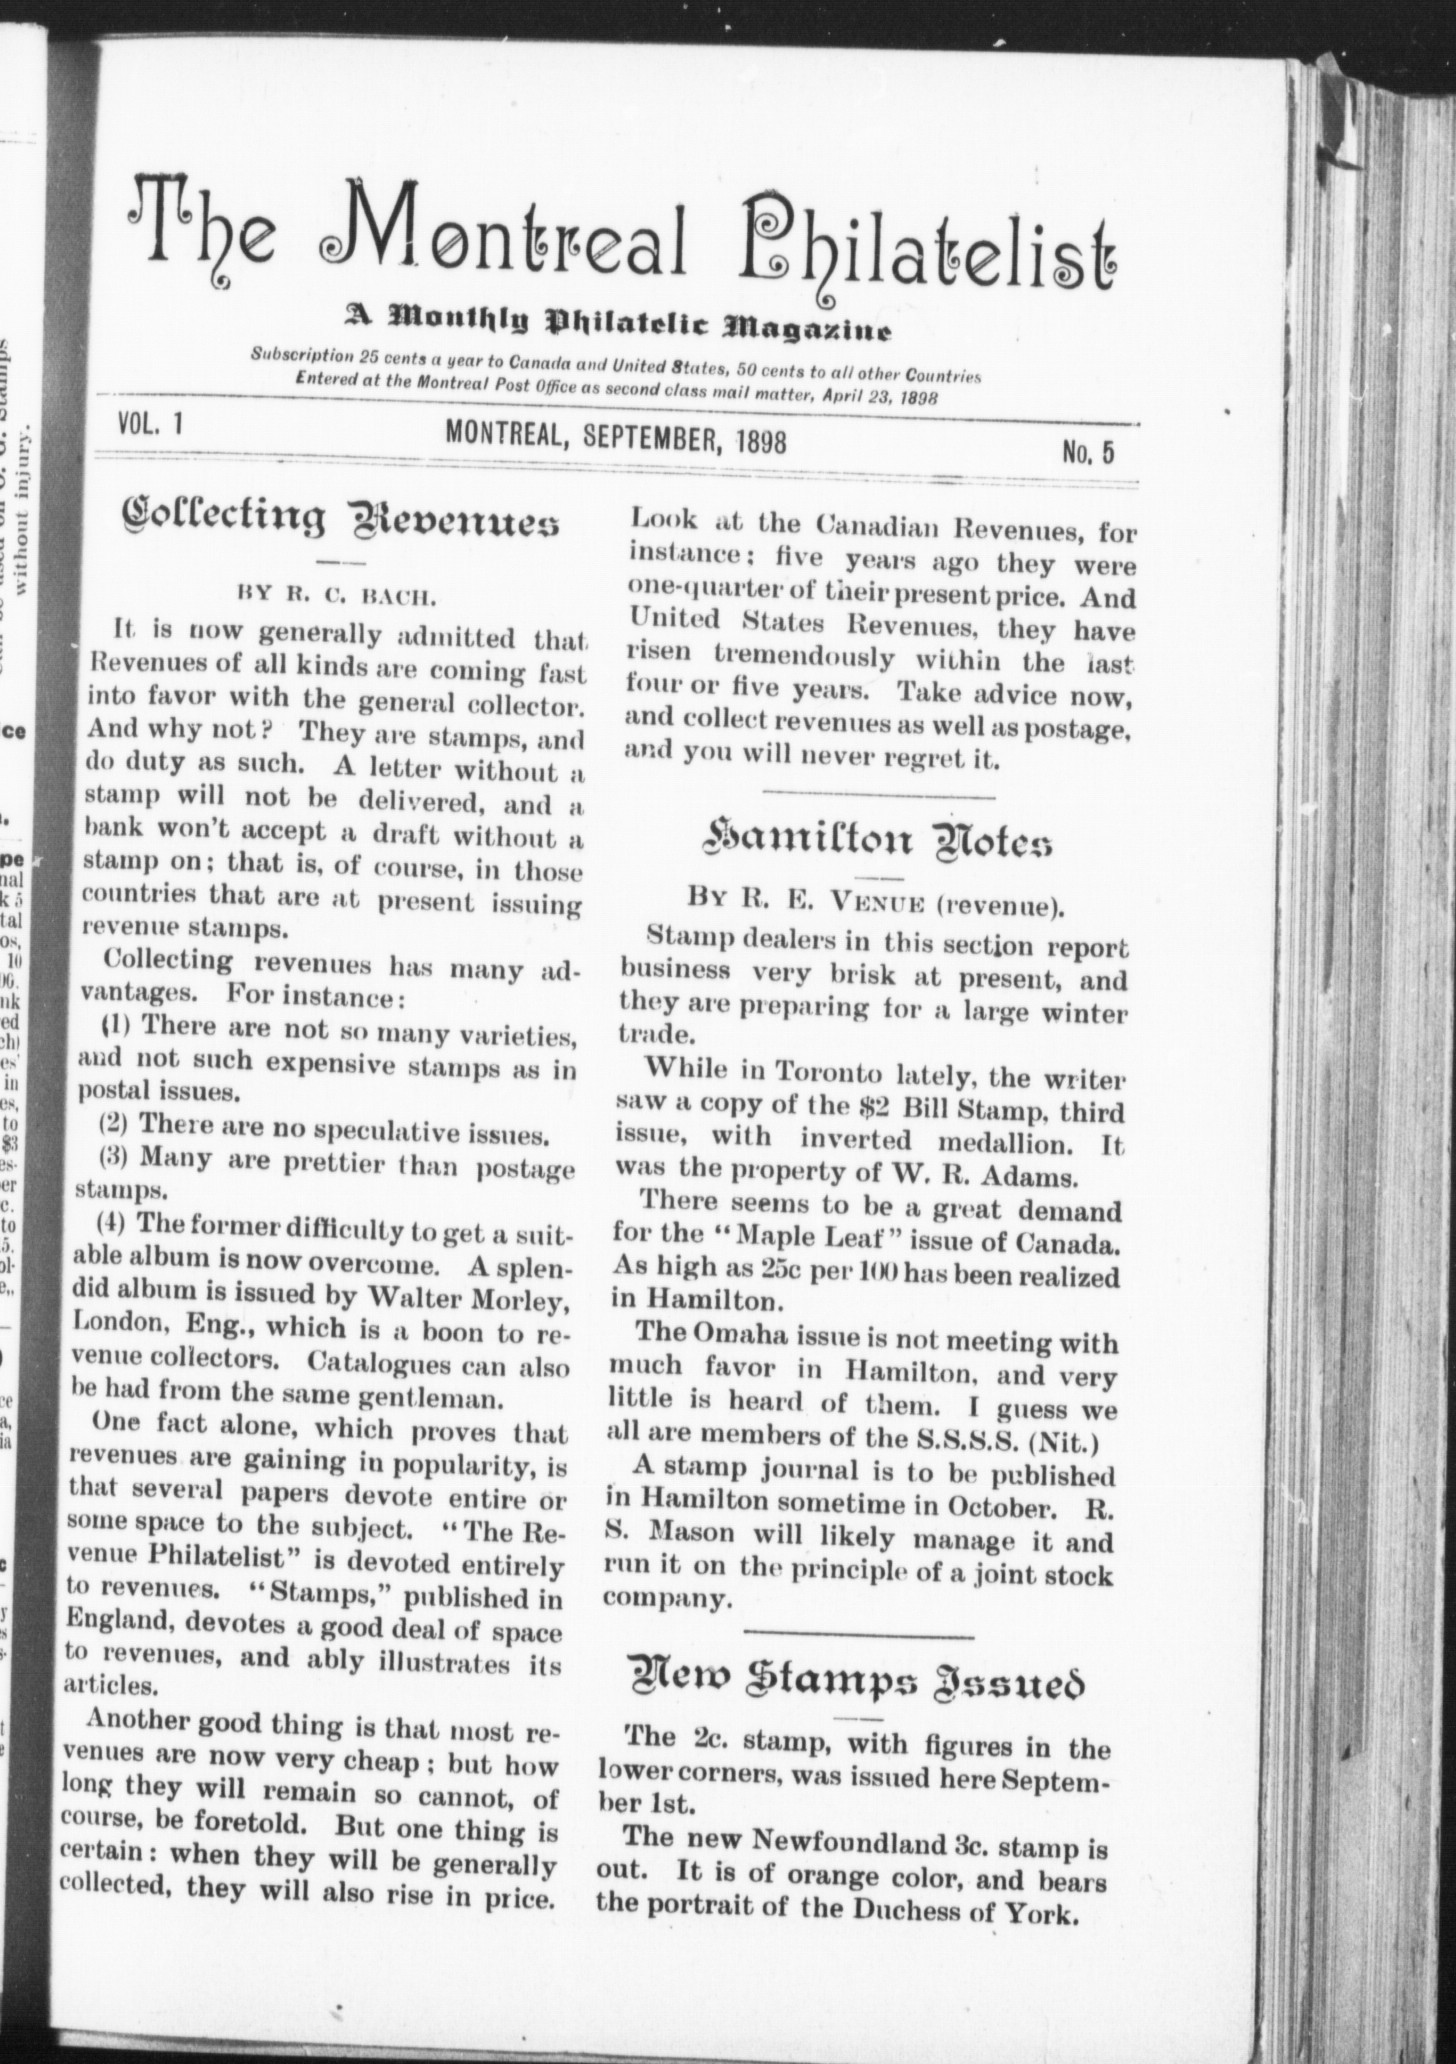 The Montreal Philatelist
A Monthly Philatelic Magazine
Subscription 25 cents a year to Canada and United States, 50 cents to all other Countries
Entered at the Montreal Post Office as second class mail matter, April 23, 1898
VOL. 1 MONTREAL, SEPTEMBER, 1898 No. 5
Collecting Revenues
BY R. C. BACH.
It is now generally admitted that
Revenues of all kinds are coming fast
into favor with the general collector.
And why not? They are stamps, and
do duty as such. A letter without a
stamp will not be delivered, and a
bank won't accept a draft without a
stamp on; that is, of course, in those
countries that are at present issuing
revenue stamps.
Collecting revenues has many ad-
vantages. For instance:
(1) There are not so many varieties,
and not such expensive stamps as in
postal issues.
(2) There are no speculative issues.
(3) Many are prettier than postage
stamps.
(4) The former difficulty to get a suit-
able album is now overcome. A splen-
did album is issued by Walter Morley,
London, Eng., which is a boon to re-
venue collectors. Catalogues can also
be had from the same gentleman.
One fact alone, which proves that
revenues are gaining in popularity, is
that several papers devote entire or
some space to the subject. "The Re-
venue Philatelist" is devoted entirely
to revenues. "Stamps," published in
England, devotes a good deal of space
to revenues, and ably illustrates its
articles.
Another good thing is that most re-
venues are now very cheap; but how
long they will remain so cannot, of
course, be foretold. But one thing is
certain: when they will be generally
collected, they will also rise in price.
Look at the Canadian Revenues, for
instance; five years ago they were
one-quarter of their present price. And
United States Revenues, they have
risen tremendously within the last
four or five years. Take advice now,
and collect revenues as well as postage,
and you will never regret it.
Hamilton Notes
BY R. E. VENUE (revenue).
Stamp dealers in this section report
business very brisk at present, and
they are preparing for a large winter
trade.
While in Toronto lately, the writer
saw a copy of the $2 Bill Stamp, third
issue, with inverted medallion. It
was the property of W. R. Adams.
There seems to be a great demand
for the "Maple Leaf" issue of Canada.
As high as 25c per 100 has been realized
in Hamilton.
The Omaha issue is not meeting with
much favor in Hamilton, and very
little is heard of them. I guess we
all are members of the S.S.S.S. (Nit.)
A stamp journal is to be published
in Hamilton sometime in October. R.
S. Mason will likely manage it and
run it on the principle of a joint stock
company.
New Stamps Issued
The 2c. stamp, with figures in the
lower corners, was issued here Septem-
ber 1st.
The new Newfoundland 3c. stamp is
out. It is of orange color, and bears
the portrait of the Duchess of York.
without injury.